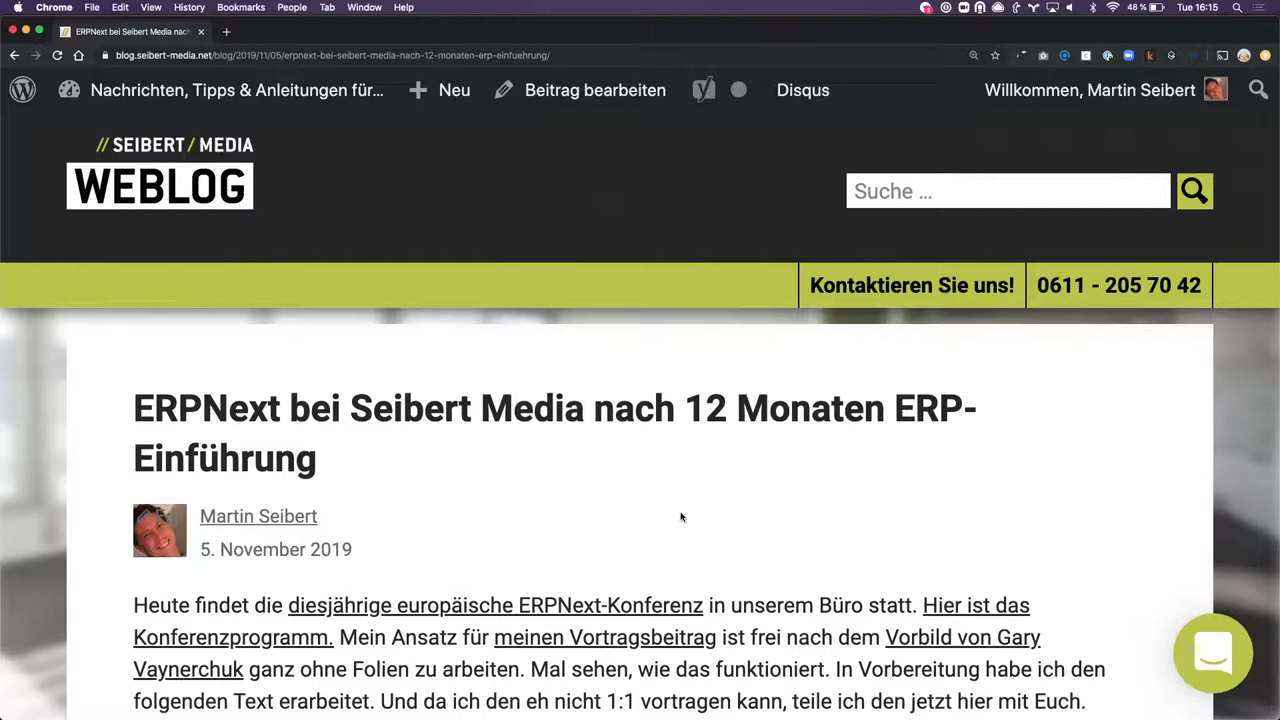 Chrome File Edit View History Bookmarks People Tab Window Help 48 % Tue 16:15
ERPNext bei Seibert Media nach
blog.seibert-media.net/blog/2019/11/05/erpnext-bei-seibert-media-nach-12-monaten-erp-einfuehrung/
Nachrichten, Tipps & Anleitungen für... Neu Beitrag bearbeiten Disqus Willkommen, Martin Seibert
// SEIBERT / MEDIA
WEBLOG
Suche ...
Kontaktieren Sie uns! 0611 - 205 70 42
ERPNext bei Seibert Media nach 12 Monaten ERP-
Einführung
Martin Seibert
5. November 2019
Heute findet die diesjährige europäische ERPNext-Konferenz in unserem Büro statt. Hier ist das
Konferenzprogramm. Mein Ansatz für meinen Vortragsbeitrag ist frei nach dem Vorbild von Gary
Vaynerchuk ganz ohne Folien zu arbeiten. Mal sehen, wie das funktioniert. In Vorbereitung habe ich den
folgenden Text erarbeitet. Und da ich den eh nicht 1:1 vortragen kann, teile ich den jetzt hier mit Euch.